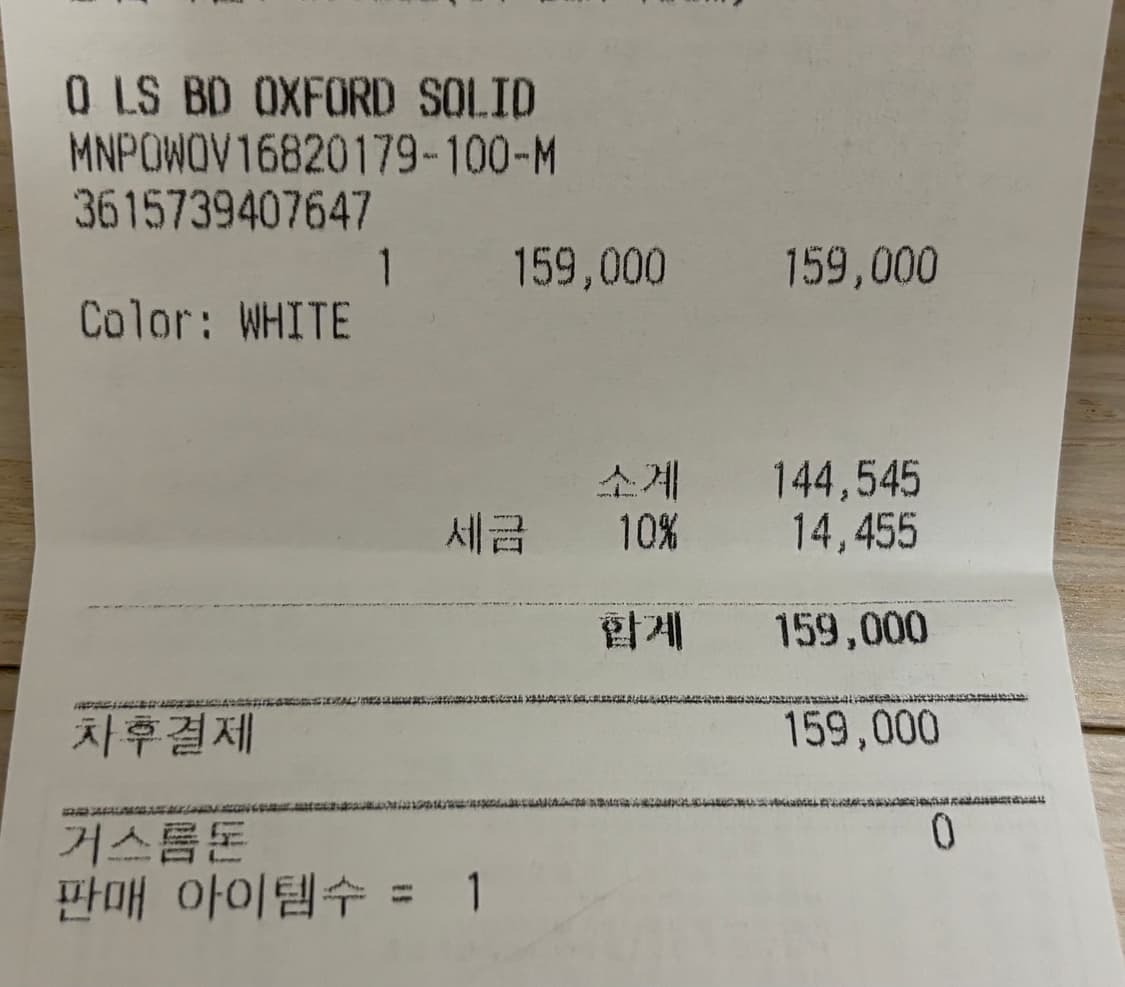 O LS BD OXFORD SOLID
MNPOWOV16820179-100-M
3615739407647
1 159,000 159,000
Color: WHITE
소계 144,545
세금 10% 14,455
합계 159,000
차후결제 159,000
거스름돈 0
판매 아이템수 = 1